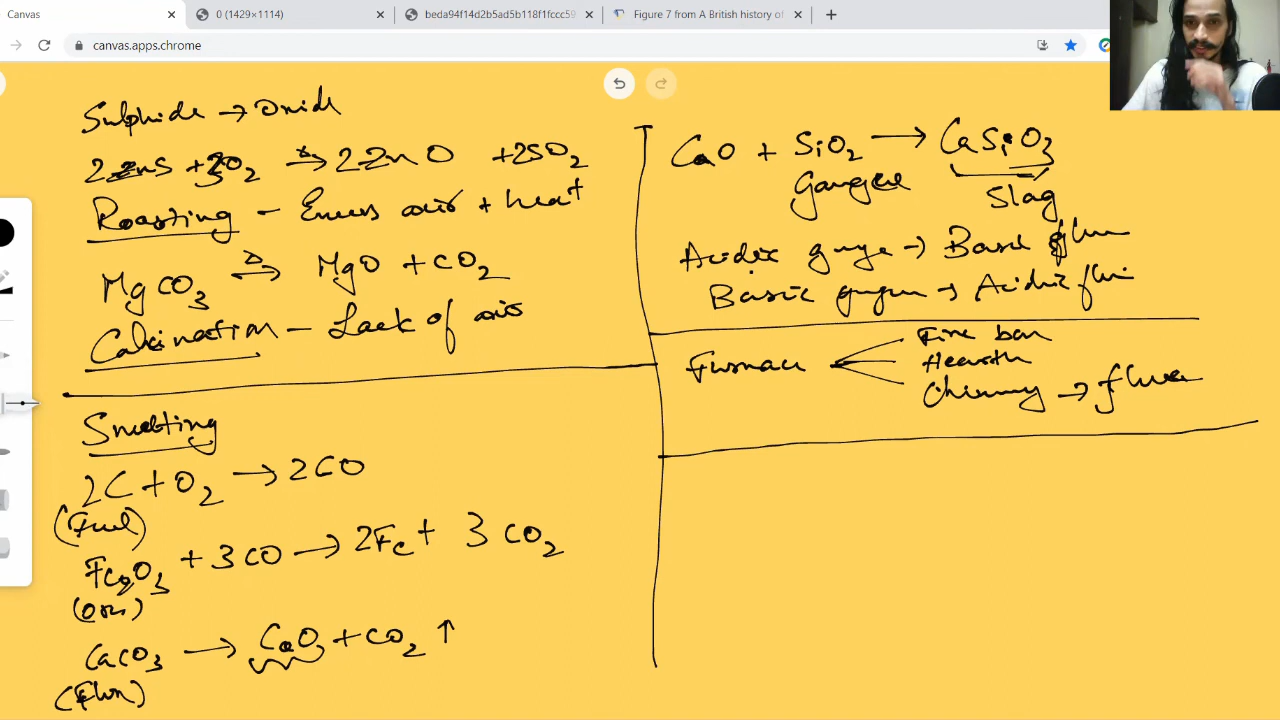 Canvas
0 (1429×1114)
beda94f14d2b5ad5b118f1fccc59
Figure 7 from A British history of
canvas.apps.chrome
Sulphide → Oxide
2ZnS + 3O2 →Δ 2ZnO + 2SO2
Roasting – Excess air + heat
MgCO3 →Δ MgO + CO2
Calcination – Lack of air
Smelting
2C + O2 → 2CO
(Fuel)
Fe2O3 + 3CO → 2Fe + 3CO2
(Ore)
CaCO3 → CaO + CO2 ↑
(Flux)
CaO + SiO2 → CaSiO3
Gangue
Slag
Acidic gangue → Basic flux
Basic gangue → Acidic flux
Fire box
Furnace
Hearth
Chimney → flue